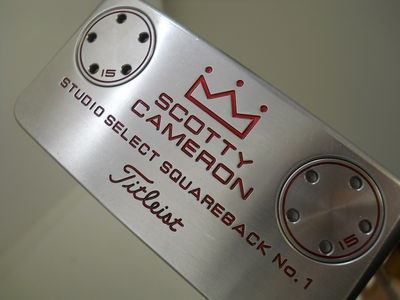 15
SCOTTY
CAMERON
STUDIO SELECT SQUAREBACK No. 1
Titleist
15